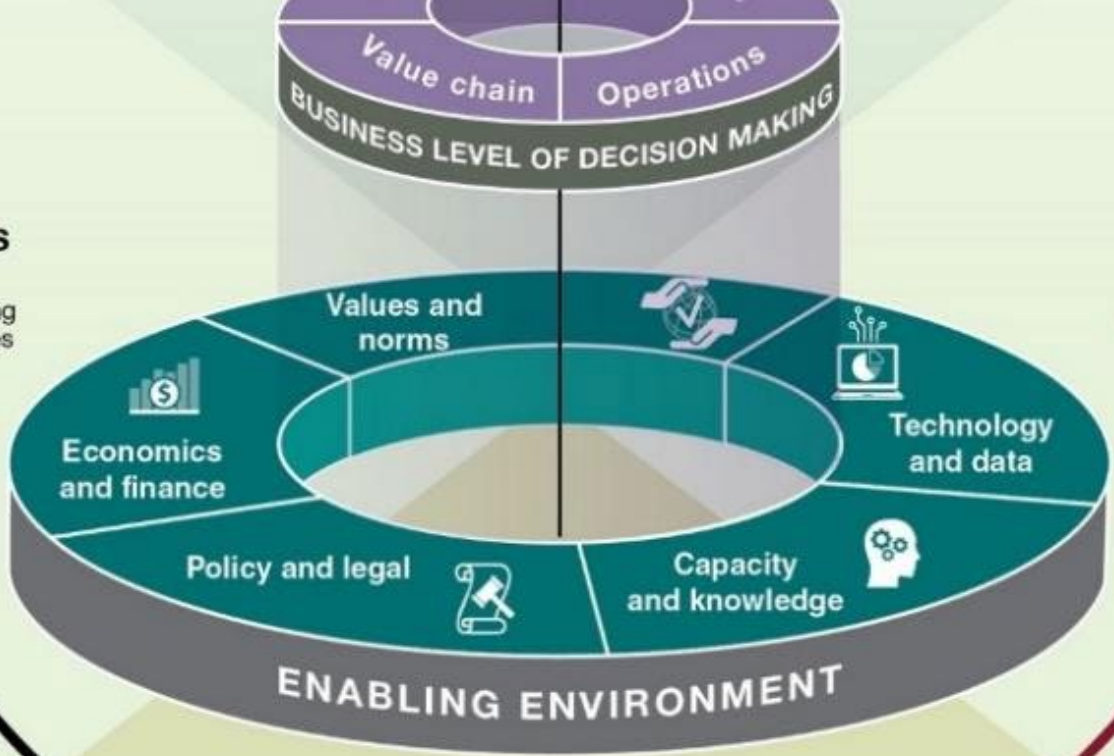 Value chain
Operations
BUSINESS LEVEL OF DECISION MAKING
Values and
norms
Economics
and finance
Technology
and data
Policy and legal
Capacity
and knowledge
ENABLING ENVIRONMENT